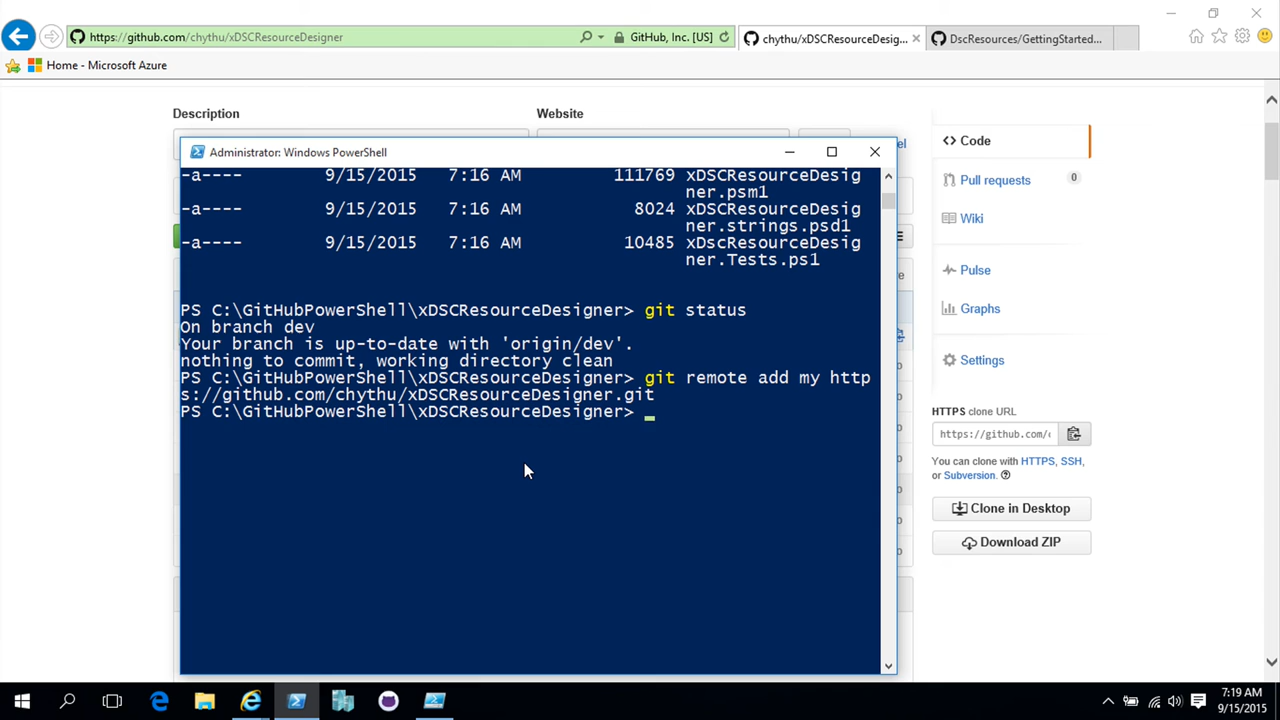 https://github.com/chythu/xDSCResourceDesigner
GitHub, Inc. [US]
chythu/xDSCResourceDesig...
DscResources/GettingStarted...
Home - Microsoft Azure
Description
Website
Administrator: Windows PowerShell
-a---- 9/15/2015 7:16 AM 111769 xDSCResourceDesig
ner.psm1
-a---- 9/15/2015 7:16 AM 8024 xDSCResourceDesig
ner.strings.psd1
-a---- 9/15/2015 7:16 AM 10485 xDscResourceDesig
ner.Tests.ps1
PS C:\GitHubPowerShell\xDSCResourceDesigner> git status
On branch dev
Your branch is up-to-date with 'origin/dev'.
nothing to commit, working directory clean
PS C:\GitHubPowerShell\xDSCResourceDesigner> git remote add my http
s://github.com/chythu/xDSCResourceDesigner.git
PS C:\GitHubPowerShell\xDSCResourceDesigner>
Code
Pull requests 0
Wiki
Pulse
Graphs
Settings
HTTPS clone URL
https://github.com/c
You can clone with HTTPS, SSH,
or Subversion.
Clone in Desktop
Download ZIP
7:19 AM
9/15/2015